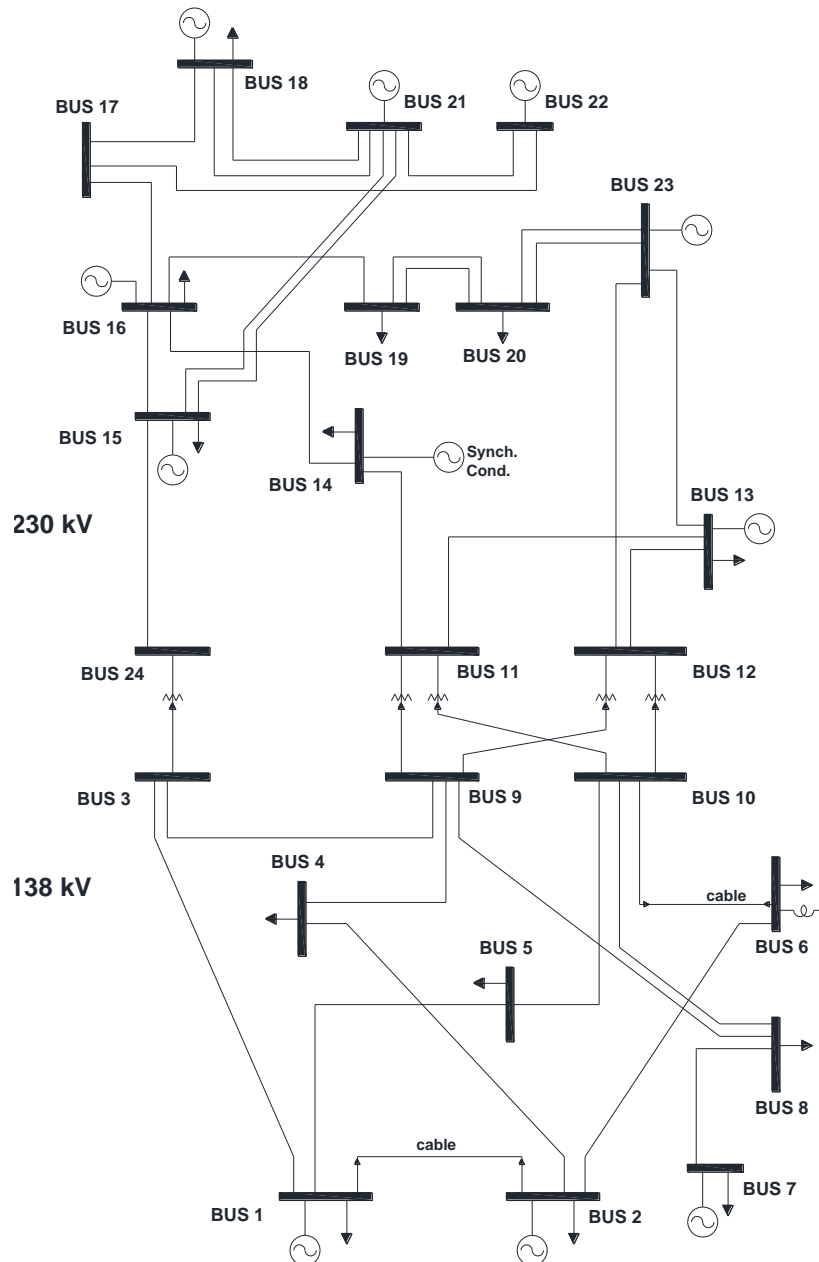 BUS 18
BUS 17
BUS 21
BUS 22
BUS 23
BUS 16
BUS 19
BUS 20
BUS 15
BUS 14
Synch.
Cond.
BUS 13
230 kV
BUS 24
BUS 11
BUS 12
BUS 3
BUS 9
BUS 10
138 kV
BUS 4
cable
BUS 5
BUS 6
BUS 8
cable
BUS 7
BUS 1
BUS 2